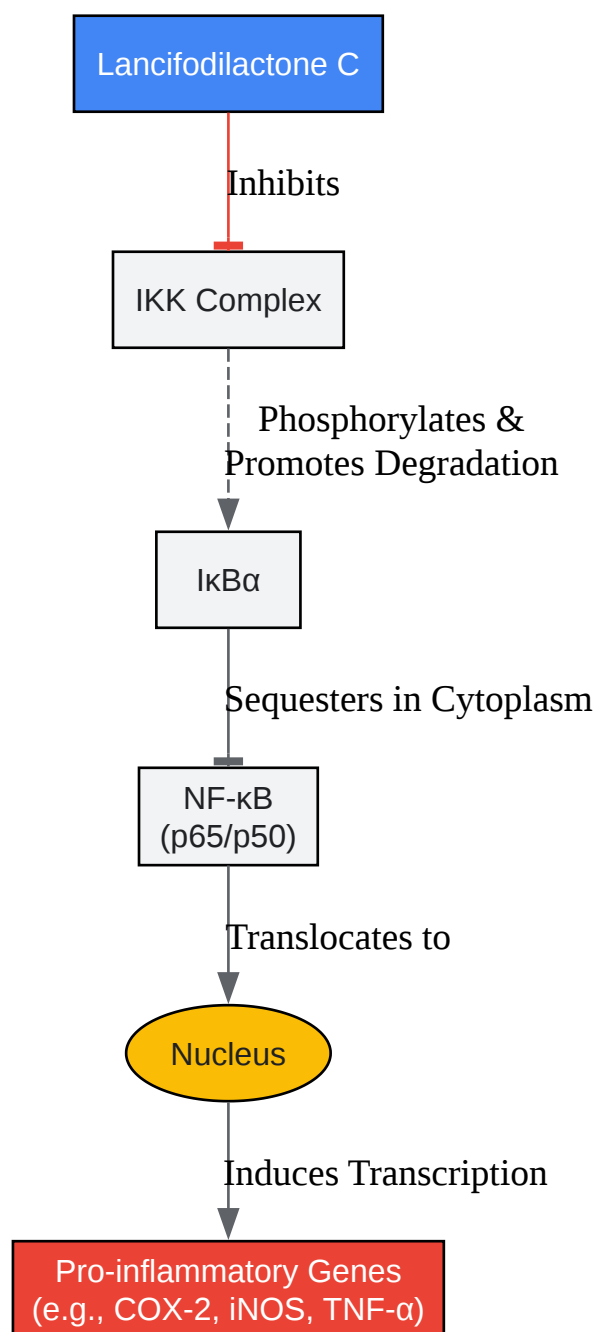 Lancifodilactone C
Inhibits
IKK Complex
Phosphorylates &
Promotes Degradation
IκBα
Sequesters in Cytoplasm
NF-κB
(p65/p50)
Translocates to
Nucleus
Induces Transcription
Pro-inflammatory Genes
(e.g., COX-2, iNOS, TNF-α)